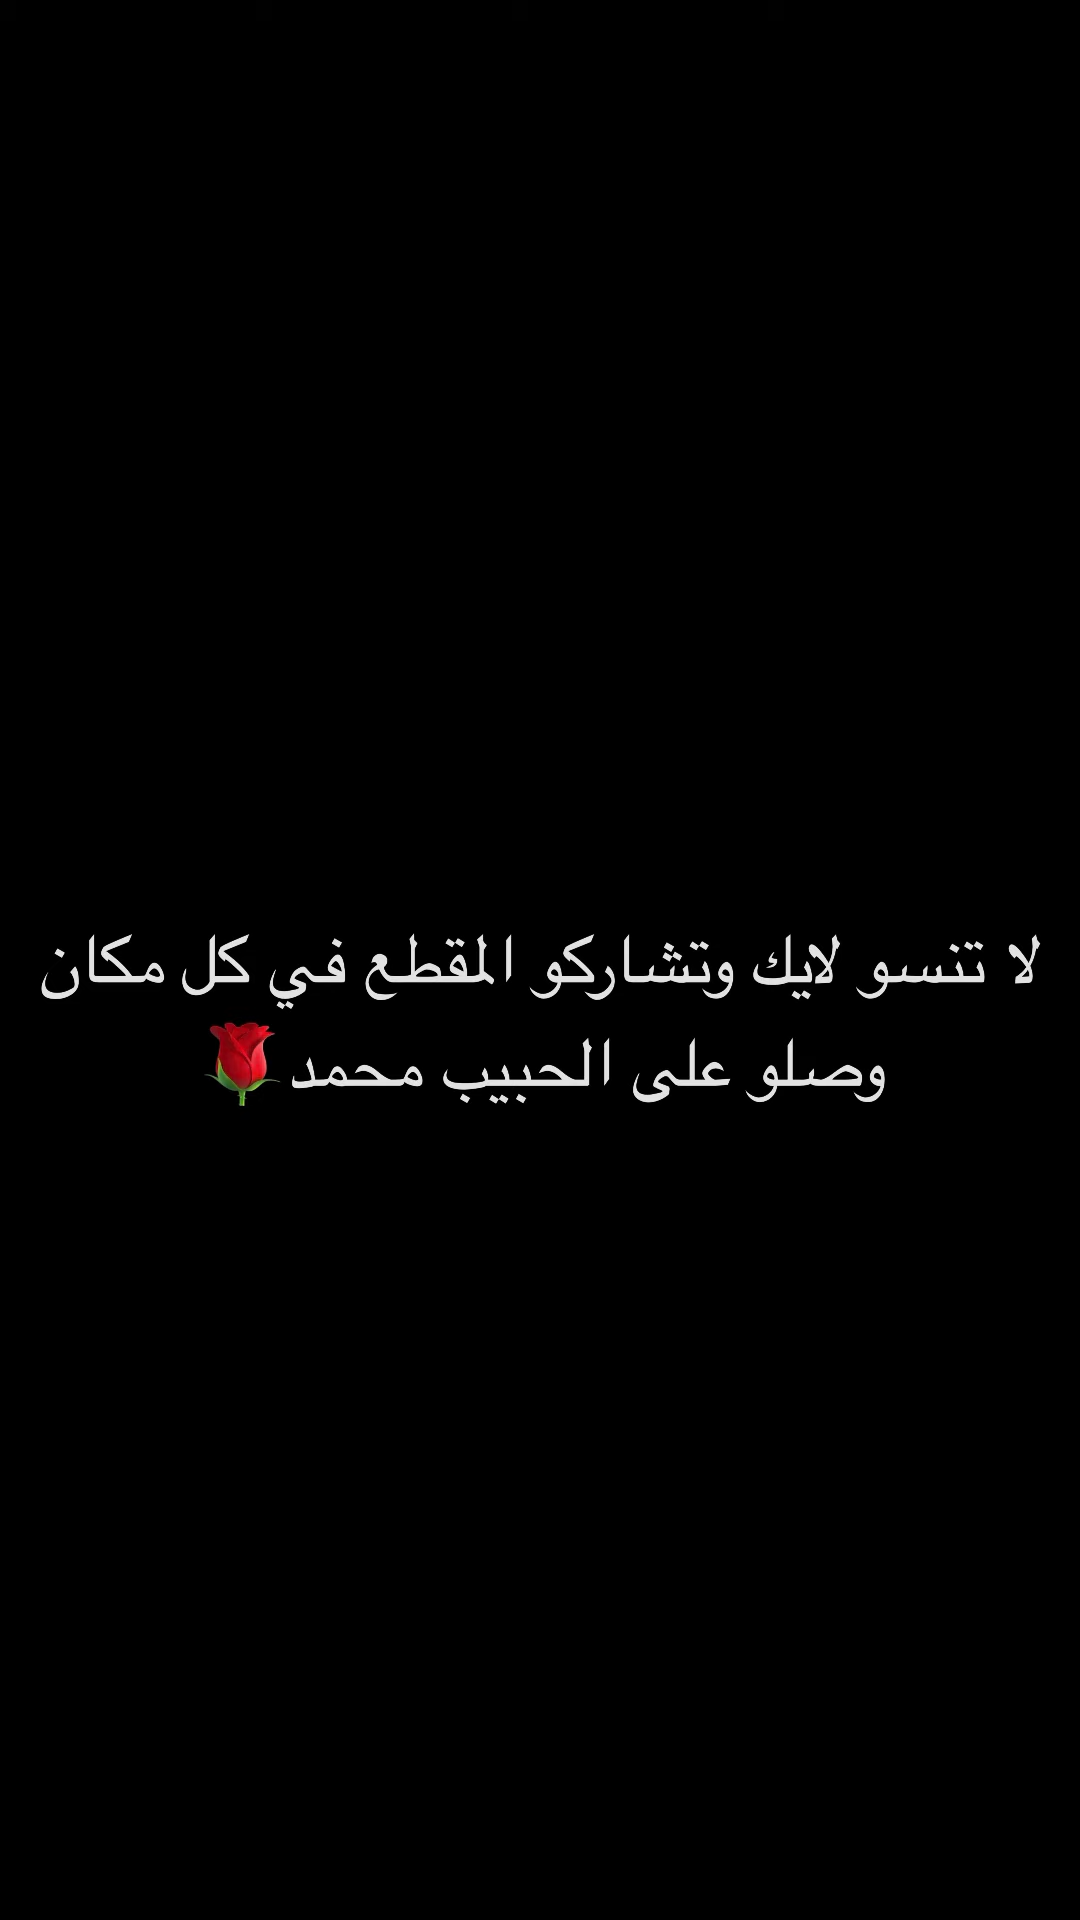 لا تنسو لايك وتشاركو المقطع في كل مكان
وصلو على الحبيب محمد🌹